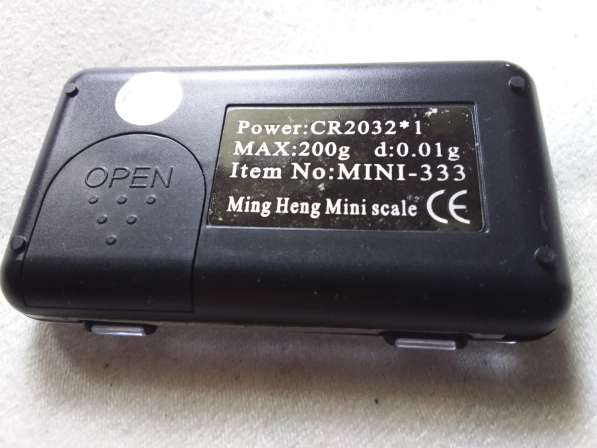 OPEN
Power:CR2032*1
MAX:200g d:0.01g
Item No:MINI-333
Ming Heng Mini scale CE